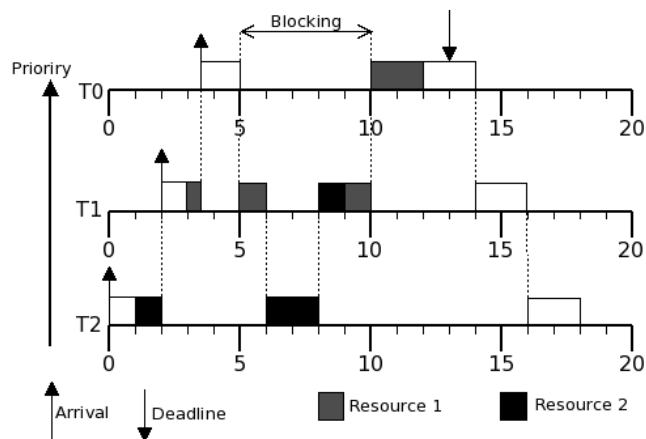 Blocking
Prioriry
T0
0 5 10 15 20
T1
0 5 10 15 20
T2
0 5 10 15 20
Arrival Deadline Resource 1 Resource 2